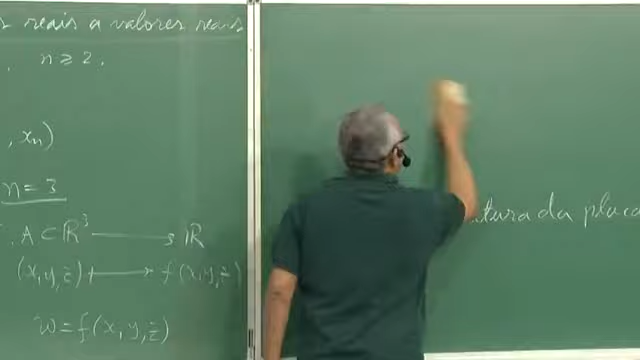 s reais a valores reais
. n ≥ 2.
, xn)
n = 3
. A ⊂ ℝ³ → ℝ
(x, y, z) ↦ f(x, y, z)
w = f(x, y, z)
tura da placa